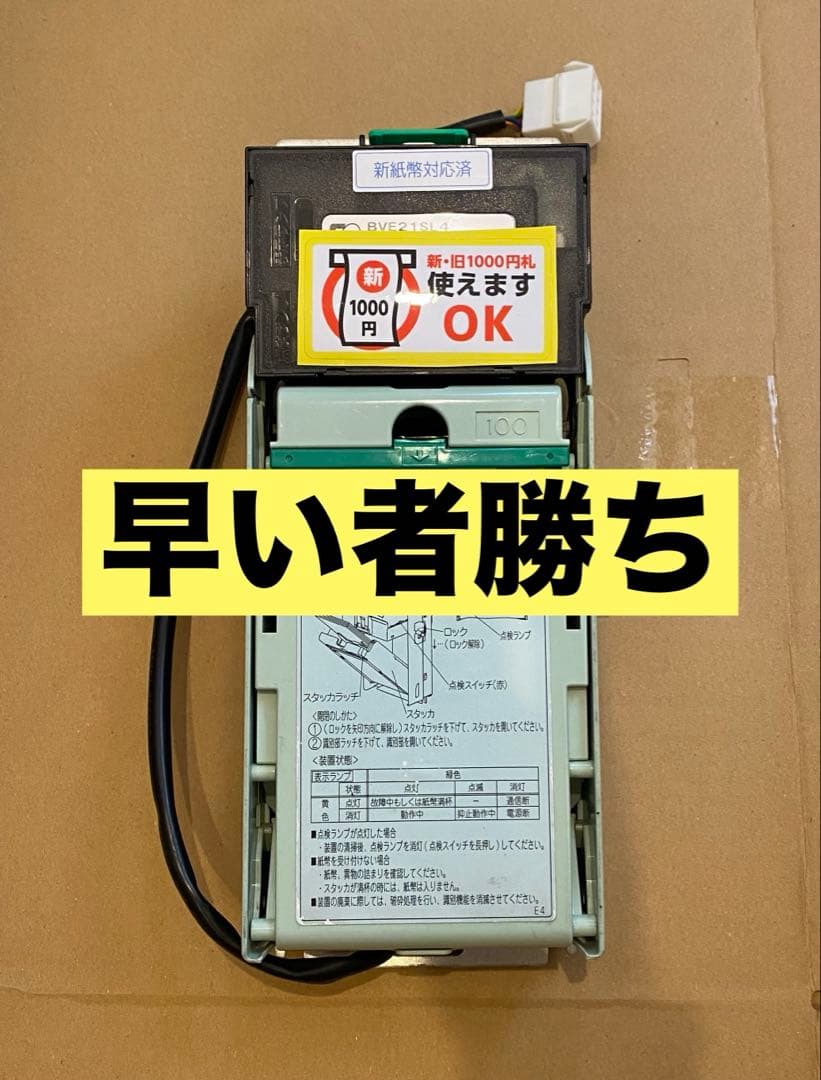 新紙幣対応済
BVE21SL4
新・旧1000円札
使えます
OK
新
1000
円
100
早い者勝ち
ロック
↓…(ロック解除)
点検ランプ
点検スイッチ(赤)
スタッカラッチ
スタッカ
<開閉のしかた>
①(ロックを矢印方向に解除し)スタッカラッチを下げて、スタッカを開いてください。
②識別部ラッチを下げて、識別部を開いてください。
<装置状態>
表示ランプ 緑色
状態 点灯 点滅 消灯
黄 点灯 故障中もしくは紙幣満杯 − 通信断
色 消灯 動作中 抑止動作中 電源断
■点検ランプが点灯した場合
・装置の清掃後、点検ランプを消灯(点検スイッチを長押し)してください。
■紙幣を受け付けない場合
・紙幣、異物の詰まりを確認してください。
・スタッカが満杯の時には、紙幣は入りません。
■装置の廃棄に際しては、破砕処理を行い、識別機能を消滅させてください。
E4